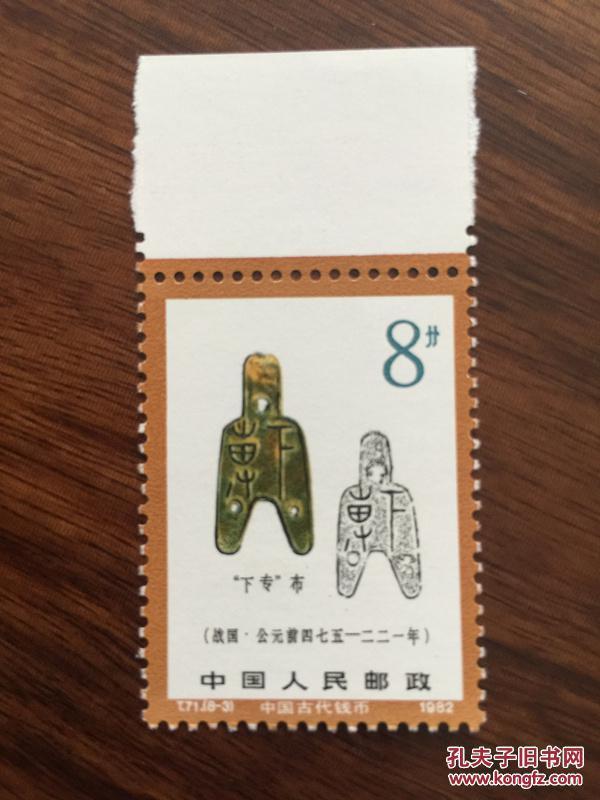 8分
“下专”布
(战国·公元前四七五—二二一年)
中国人民邮政
T.71.(8-3) 中国古代钱币 1982
孔夫子旧书网
www.kongfz.com